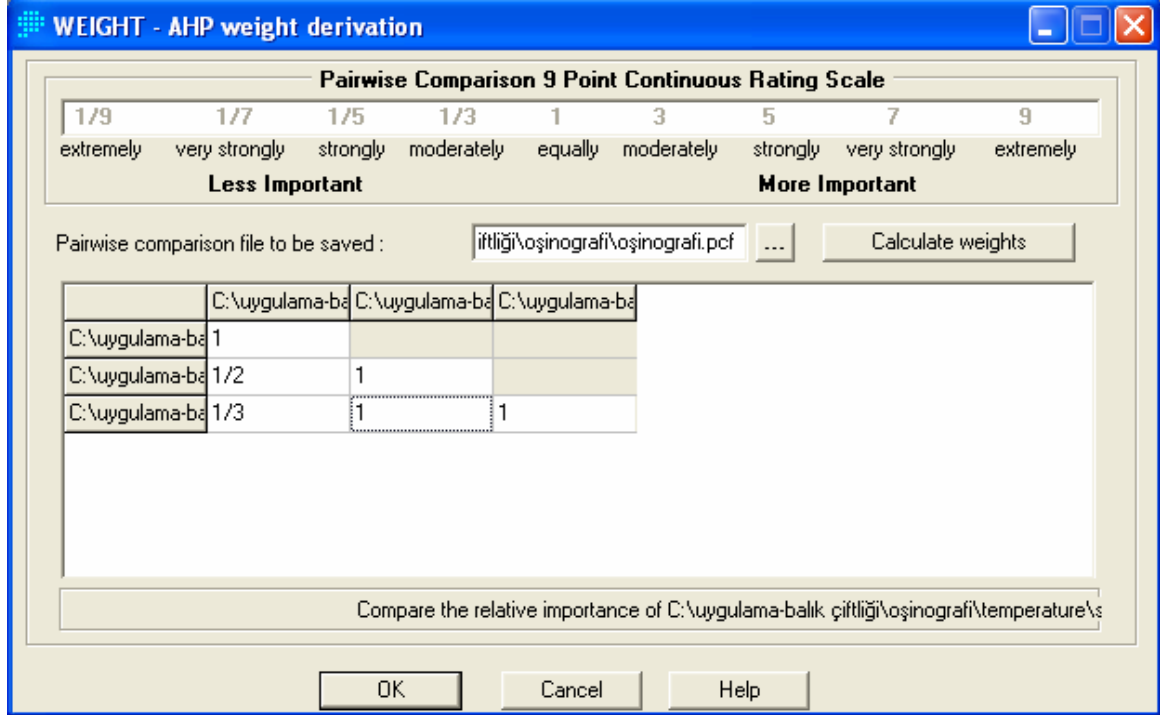 WEIGHT - AHP weight derivation
Pairwise Comparison 9 Point Continuous Rating Scale
1/9 1/7 1/5 1/3 1 3 5 7 9
extremely very strongly strongly moderately equally moderately strongly very strongly extremely
Less Important More Important
Pairwise comparison file to be saved : iftliği\oşinografi\oşinografi.pcf ... Calculate weights
C:\uygulama-ba C:\uygulama-ba C:\uygulama-ba
C:\uygulama-ba 1
C:\uygulama-ba 1/2 1
C:\uygulama-ba 1/3 1 1
Compare the relative importance of C:\uygulama-balık çiftliği\oşinografi\temperature\s
OK Cancel Help